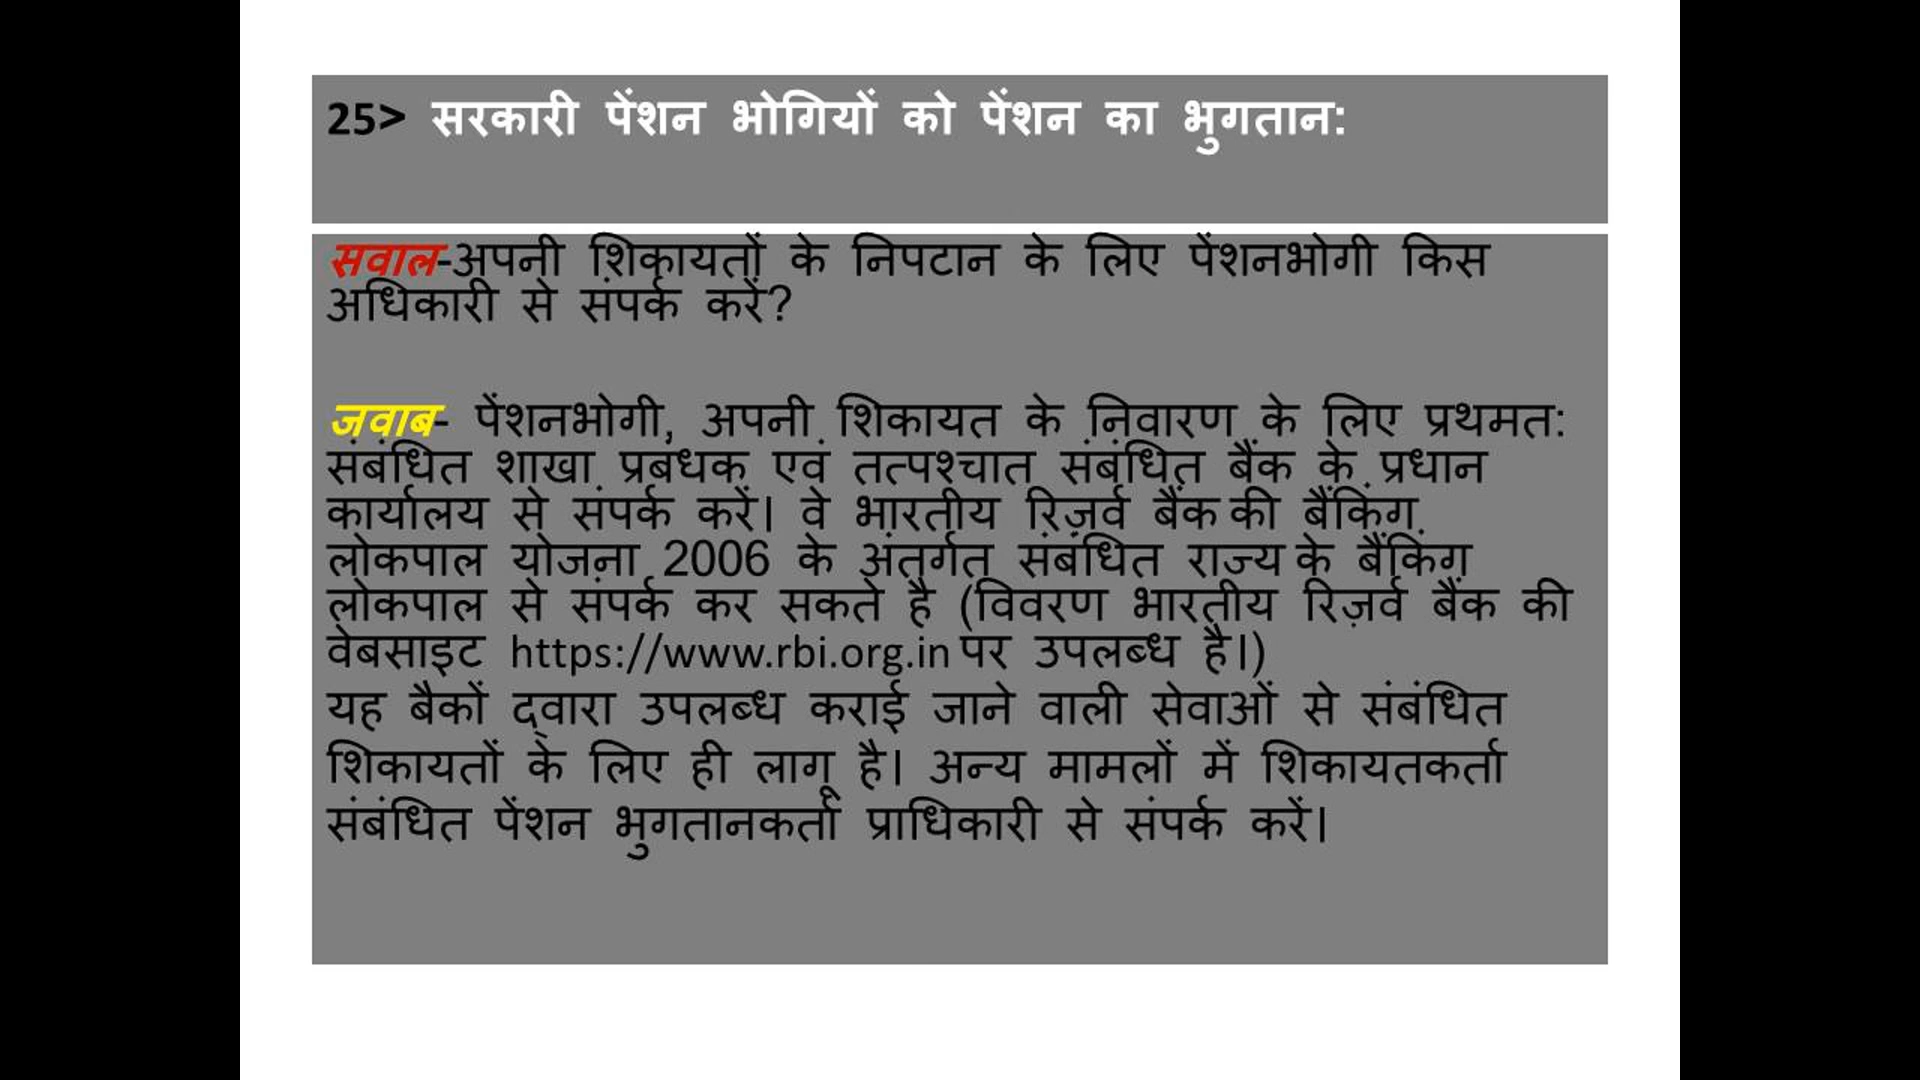 25> सरकारी पेंशन भोगियों को पेंशन का भुगतान:
सवाल-अपनी शिकायतों के निपटान के लिए पेंशनभोगी किस
अधिकारी से संपर्क करें?
जवाब- पेंशनभोगी, अपनी शिकायत के निवारण के लिए प्रथमत:
संबंधित शाखा प्रबंधक एवं तत्पश्चात संबंधित बैंक के प्रधान
कार्यालय से संपर्क करें। वे भारतीय रिज़र्व बैंक की बैंकिंग
लोकपाल योजना 2006 के अंतर्गत संबंधित राज्य के बैंकिंग
लोकपाल से संपर्क कर सकते है (विवरण भारतीय रिज़र्व बैंक की
वेबसाइट https://www.rbi.org.in पर उपलब्ध है।)
यह बैकों द्वारा उपलब्ध कराई जाने वाली सेवाओं से संबंधित
शिकायतों के लिए ही लागू है। अन्य मामलों में शिकायतकर्ता
संबंधित पेंशन भुगतानकर्ता प्राधिकारी से संपर्क करें।